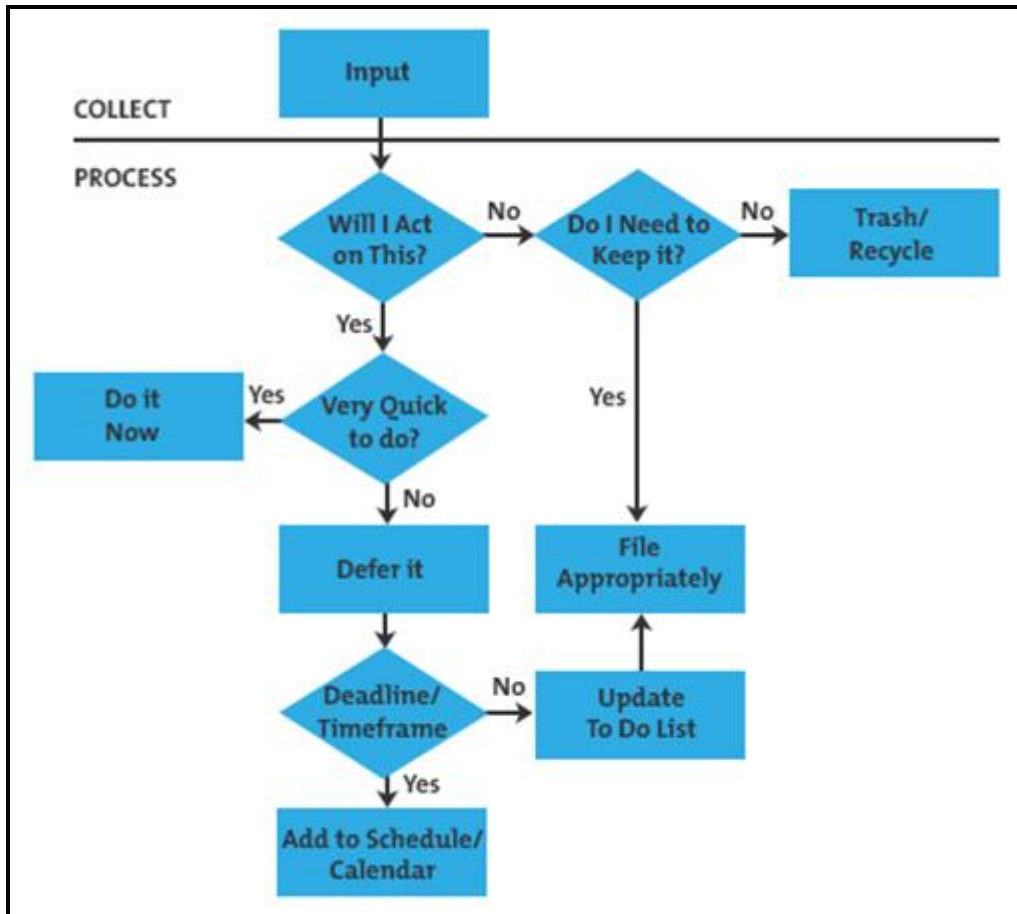 Input
COLLECT
PROCESS
Will I Act
on This?
No
Do I Need to
Keep it?
No
Trash/
Recycle
Yes
Do it
Now
Yes
Very Quick
to do?
Yes
No
Defer it
File
Appropriately
Deadline/
Timeframe
No
Update
To Do List
Yes
Add to Schedule/
Calendar